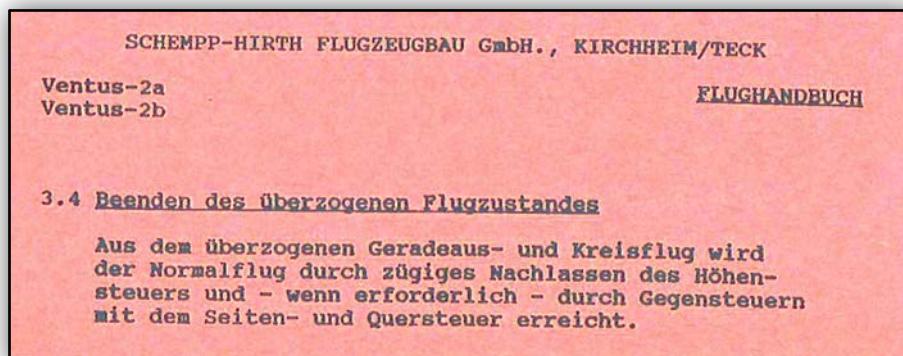 SCHEMPP-HIRTH FLUGZEUGBAU GmbH., KIRCHHEIM/TECK
Ventus-2a
FLUGHANDBUCH
Ventus-2b
3.4 Beenden des überzogenen Flugzustandes
Aus dem überzogenen Geradeaus- und Kreisflug wird
der Normalflug durch zügiges Nachlassen des Höhen-
steuers und - wenn erforderlich - durch Gegensteuern
mit dem Seiten- und Quersteuer erreicht.